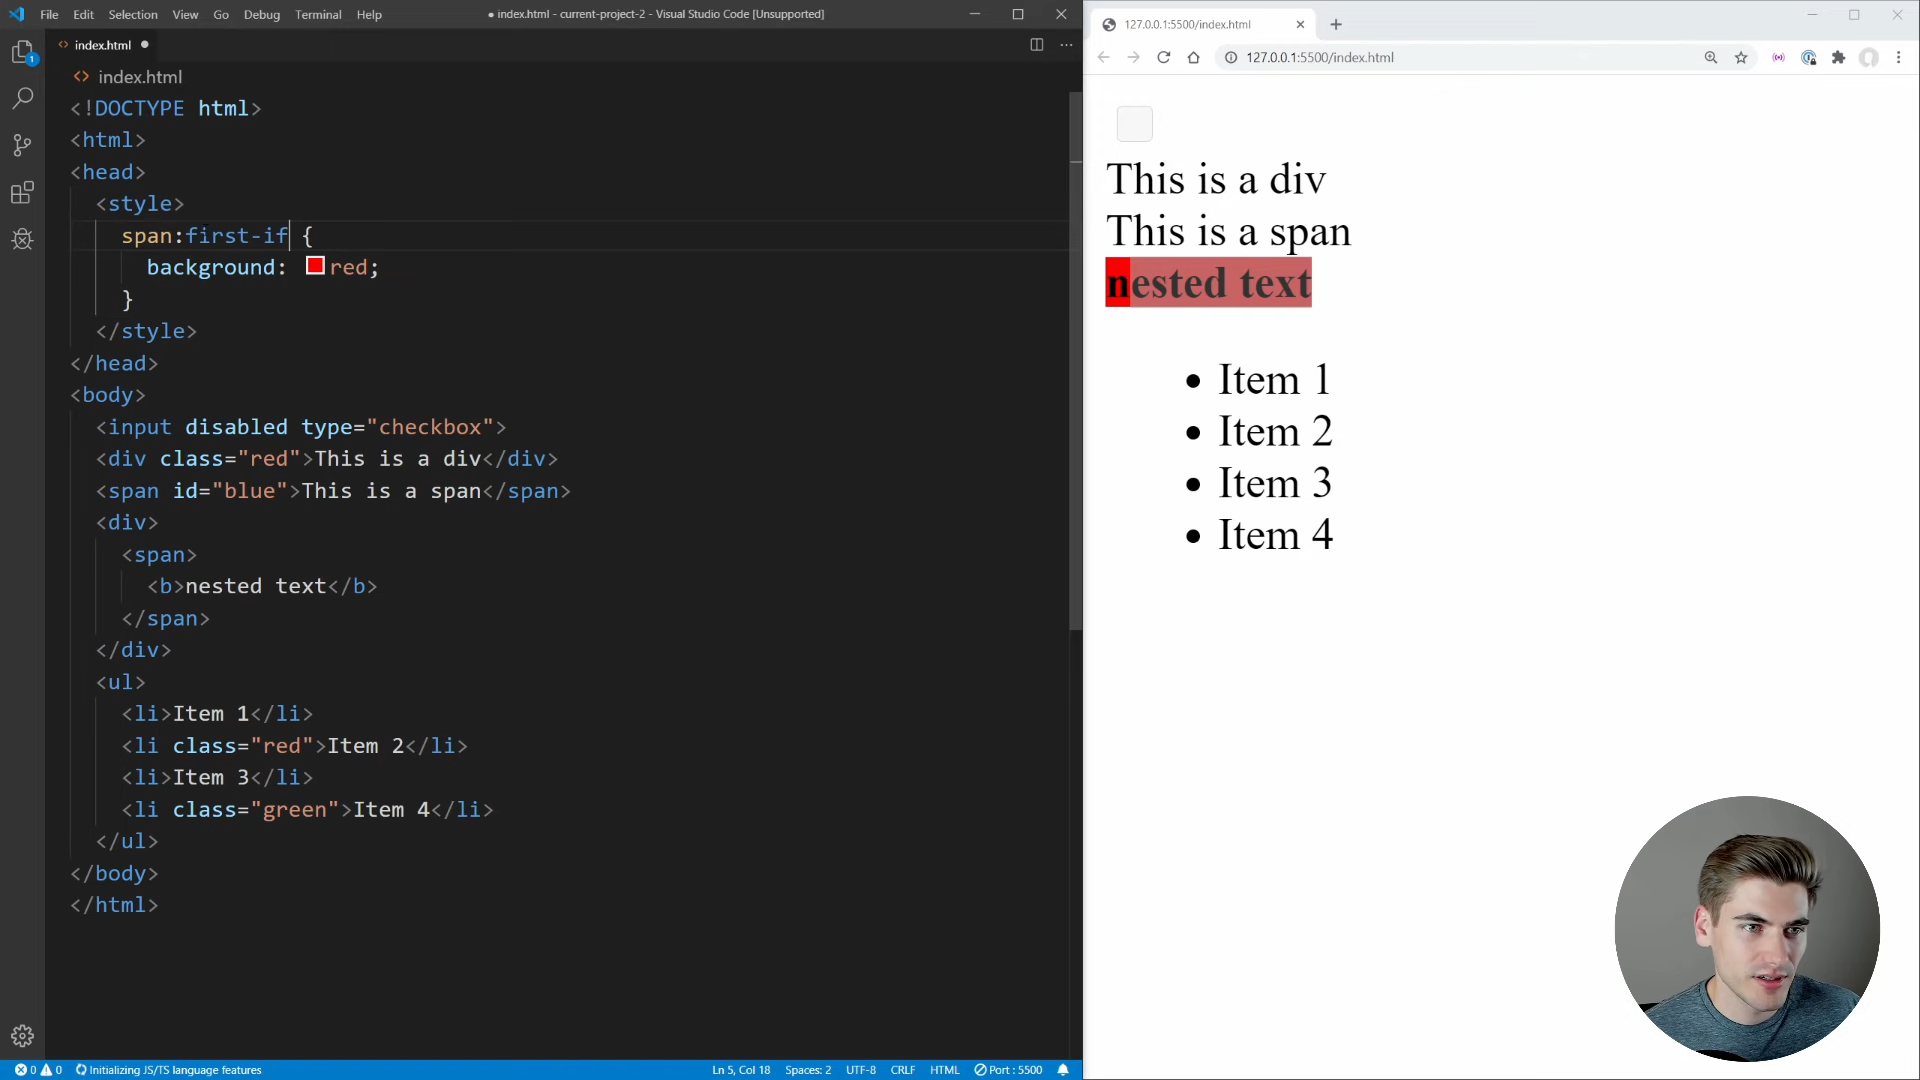 File Edit Selection View Go Debug Terminal Help
● index.html - current-project-2 - Visual Studio Code [Unsupported]
index.html
1
index.html
<!DOCTYPE html>
<html>
<head>
<style>
span:first-if {
background: red;
}
</style>
</head>
<body>
<input disabled type="checkbox">
<div class="red">This is a div</div>
<span id="blue">This is a span</span>
<div>
<span>
<b>nested text</b>
</span>
</div>
<ul>
<li>Item 1</li>
<li class="red">Item 2</li>
<li>Item 3</li>
<li class="green">Item 4</li>
</ul>
</body>
</html>
0 0 Initializing JS/TS language features
Ln 5, Col 18 Spaces: 2 UTF-8 CRLF HTML Port : 5500
127.0.0.1:5500/index.html
127.0.0.1:5500/index.html
This is a div
This is a span
nested text
• Item 1
• Item 2
• Item 3
• Item 4